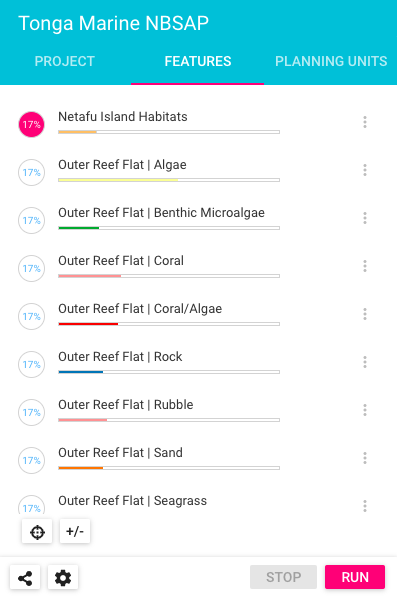 Tonga Marine NBSAP
PROJECT FEATURES PLANNING UNITS
17% Netafu Island Habitats
17% Outer Reef Flat | Algae
17% Outer Reef Flat | Benthic Microalgae
17% Outer Reef Flat | Coral
17% Outer Reef Flat | Coral/Algae
17% Outer Reef Flat | Rock
17% Outer Reef Flat | Rubble
17% Outer Reef Flat | Sand
17% Outer Reef Flat | Seagrass
+/-
STOP RUN